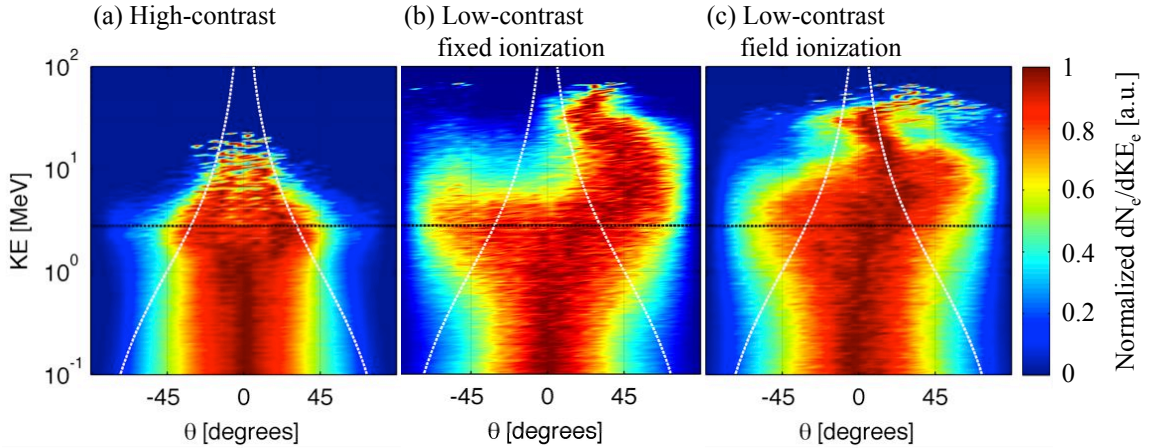 (a) High-contrast
(b) Low-contrast
fixed ionization
(c) Low-contrast
field ionization
KE [MeV]
10²
10¹
10⁰
10⁻¹
-45 0 45
θ [degrees]
-45 0 45
θ [degrees]
-45 0 45
θ [degrees]
1
0.8
0.6
0.4
0.2
0
Normalized dNₑ/dKEₑ [a.u.]